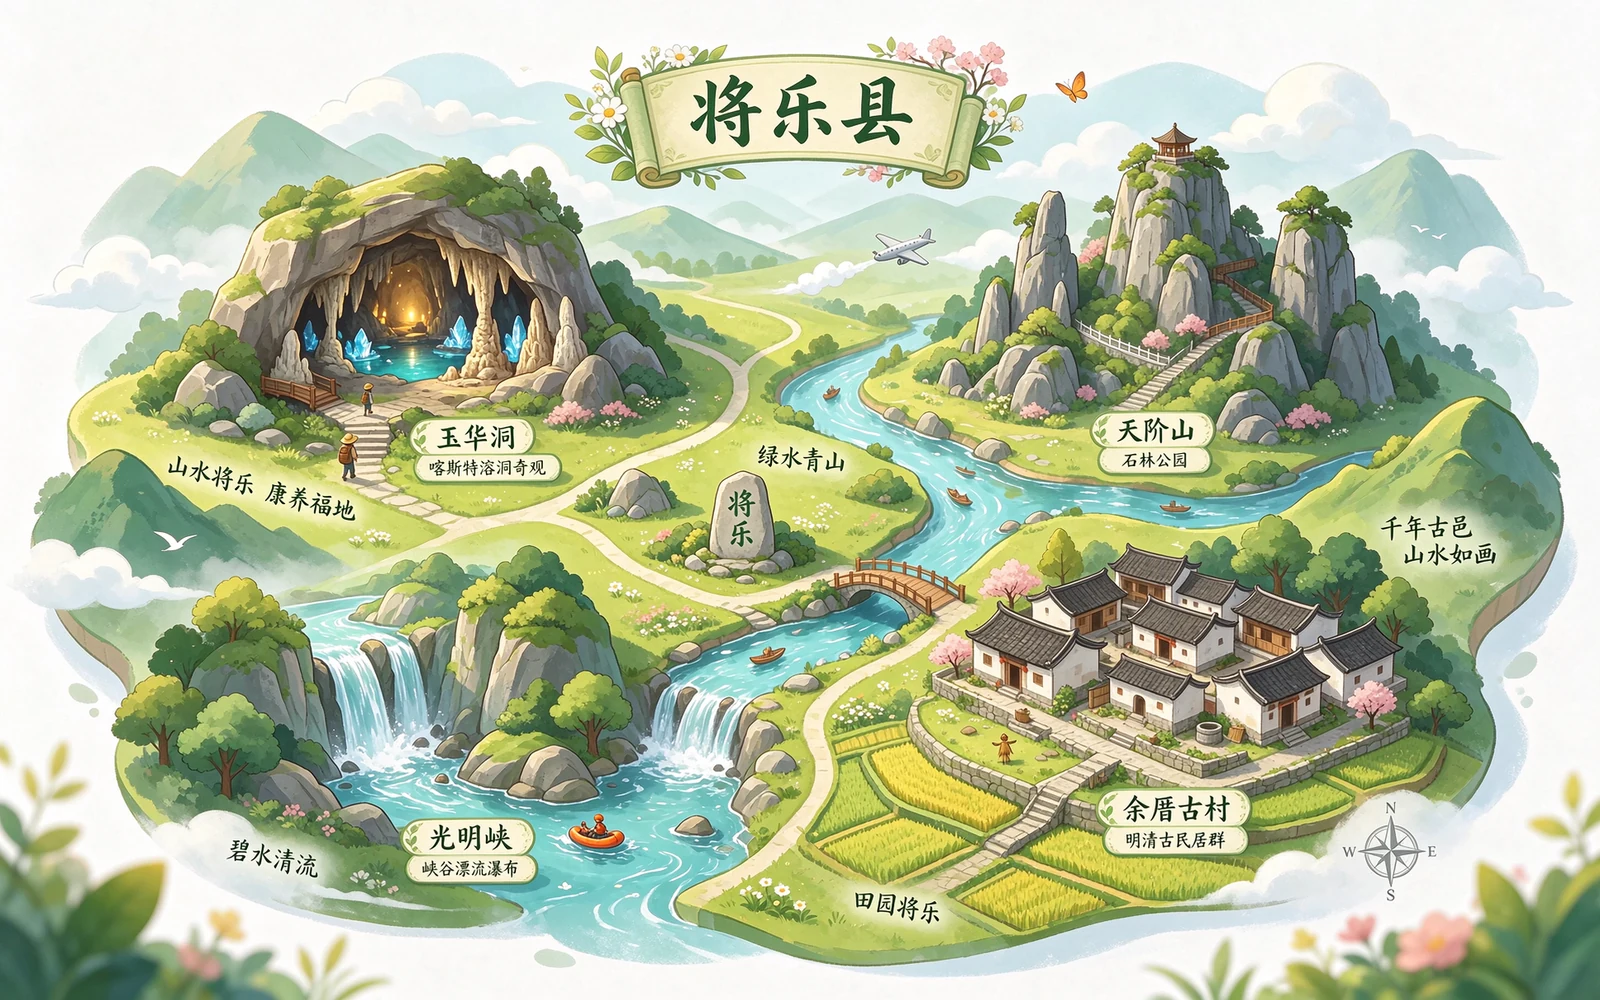 将乐县
玉华洞
喀斯特溶洞奇观
天阶山
石林公园
绿水青山
山水将乐 康养福地
将
乐
千年古邑
山水如画
光明峡
峡谷漂流瀑布
余厝古村
明清古民居群
碧水清流
田园将乐
N
W
E
S